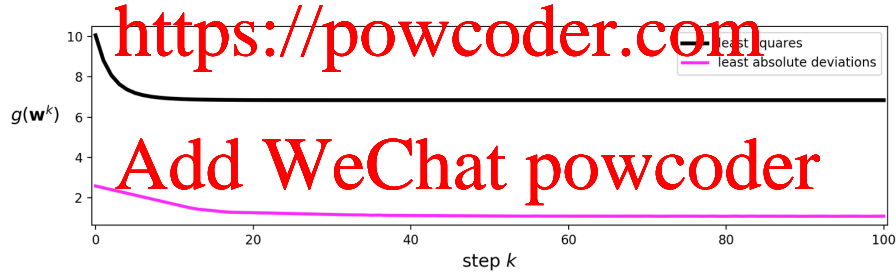 https://powcoder.com
10
least squares
least absolute deviations
8
g(w^k)
6
4
Add WeChat powcoder
2
0 20 40 60 80 100
step k